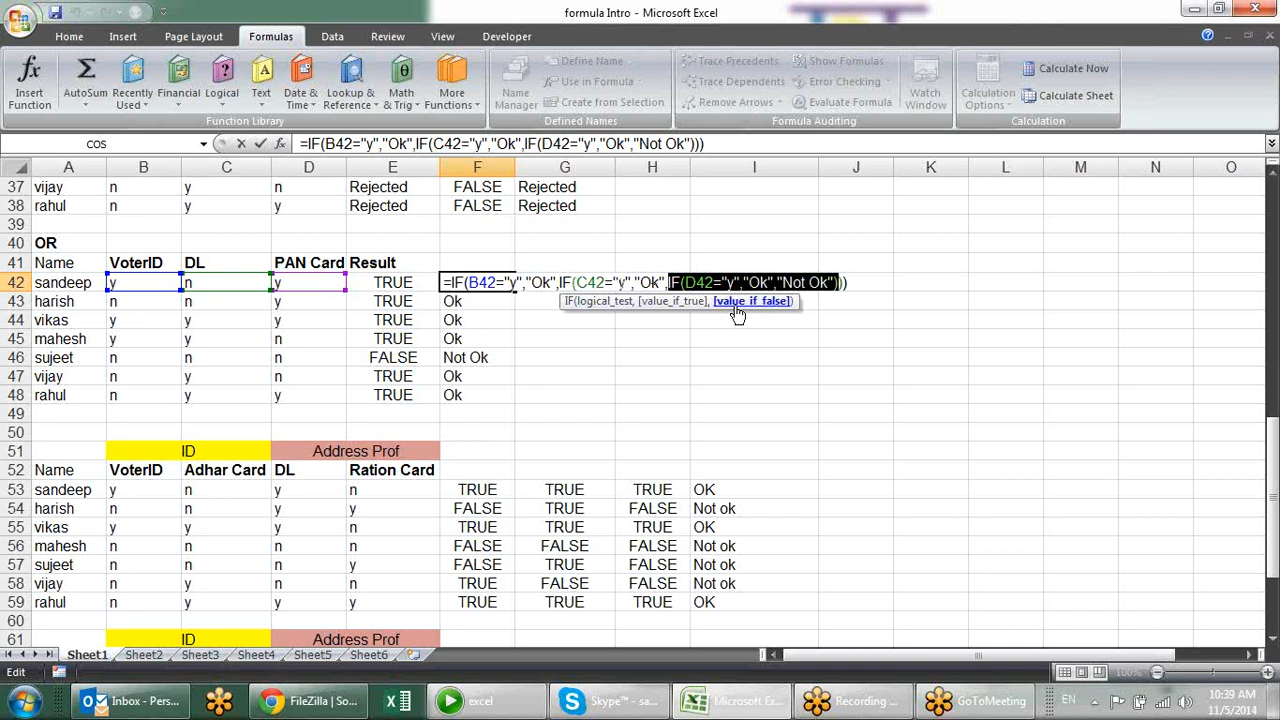 formula Intro - Microsoft Excel
Home Insert Page Layout Formulas Data Review View Developer
Insert Function
AutoSum
Recently Used
Financial
Logical
Text
Date & Time
Lookup & Reference
Math & Trig
More Functions
Function Library
Name Manager
Define Name
Use in Formula
Create from Selection
Defined Names
Trace Precedents
Trace Dependents
Remove Arrows
Show Formulas
Error Checking
Evaluate Formula
Watch Window
Formula Auditing
Calculation Options
Calculate Now
Calculate Sheet
Calculation
COS =IF(B42="y","Ok",IF(C42="y","Ok",IF(D42="y","Ok","Not Ok")))
A B C D E F G H I J K L M N O
37 vijay n y n Rejected FALSE Rejected
38 rahul n y y Rejected FALSE Rejected
39
40 OR
41 Name VoterID DL PAN Card Result
42 sandeep y n y TRUE =IF(B42="y","Ok",IF(C42="y","Ok",IF(D42="y","Ok","Not Ok")))
IF(logical_test, [value_if_true], [value_if_false])
43 harish n n y TRUE Ok
44 vikas y y y TRUE Ok
45 mahesh y y n TRUE Ok
46 sujeet n n n FALSE Not Ok
47 vijay n y n TRUE Ok
48 rahul n y y TRUE Ok
49
50
51 ID Address Prof
52 Name VoterID Adhar Card DL Ration Card
53 sandeep y n y n TRUE TRUE TRUE OK
54 harish n n y y FALSE TRUE FALSE Not ok
55 vikas y y y n TRUE TRUE TRUE OK
56 mahesh n n n n FALSE FALSE FALSE Not ok
57 sujeet n n n y FALSE TRUE FALSE Not ok
58 vijay n y n n TRUE FALSE FALSE Not ok
59 rahul n y y y TRUE TRUE TRUE OK
60
61 ID Address Prof
Sheet1 Sheet2 Sheet3 Sheet4 Sheet5 Sheet6
Edit 100%
Inbox - Pers... FileZilla | So... excel Skype™ - sa... Microsoft Exc... Recording ... GoToMeeting EN 10:39 AM
11/5/2014